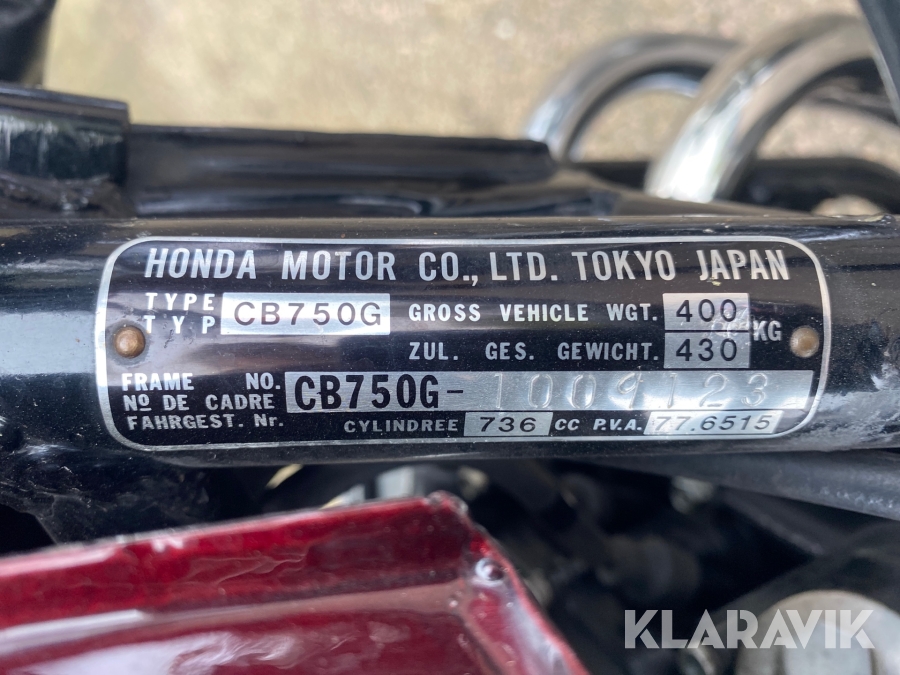 HONDA MOTOR CO., LTD. TOKYO JAPAN
TYPE
TYP CB750G GROSS VEHICLE WGT. 400 KG
ZUL. GES. GEWICHT. 430
FRAME NO.
Nº DE CADRE CB750G-1009123
FAHRGEST. Nr.
CYLINDREE 736 CC P.V.A. 77.6515
KLARAVIK